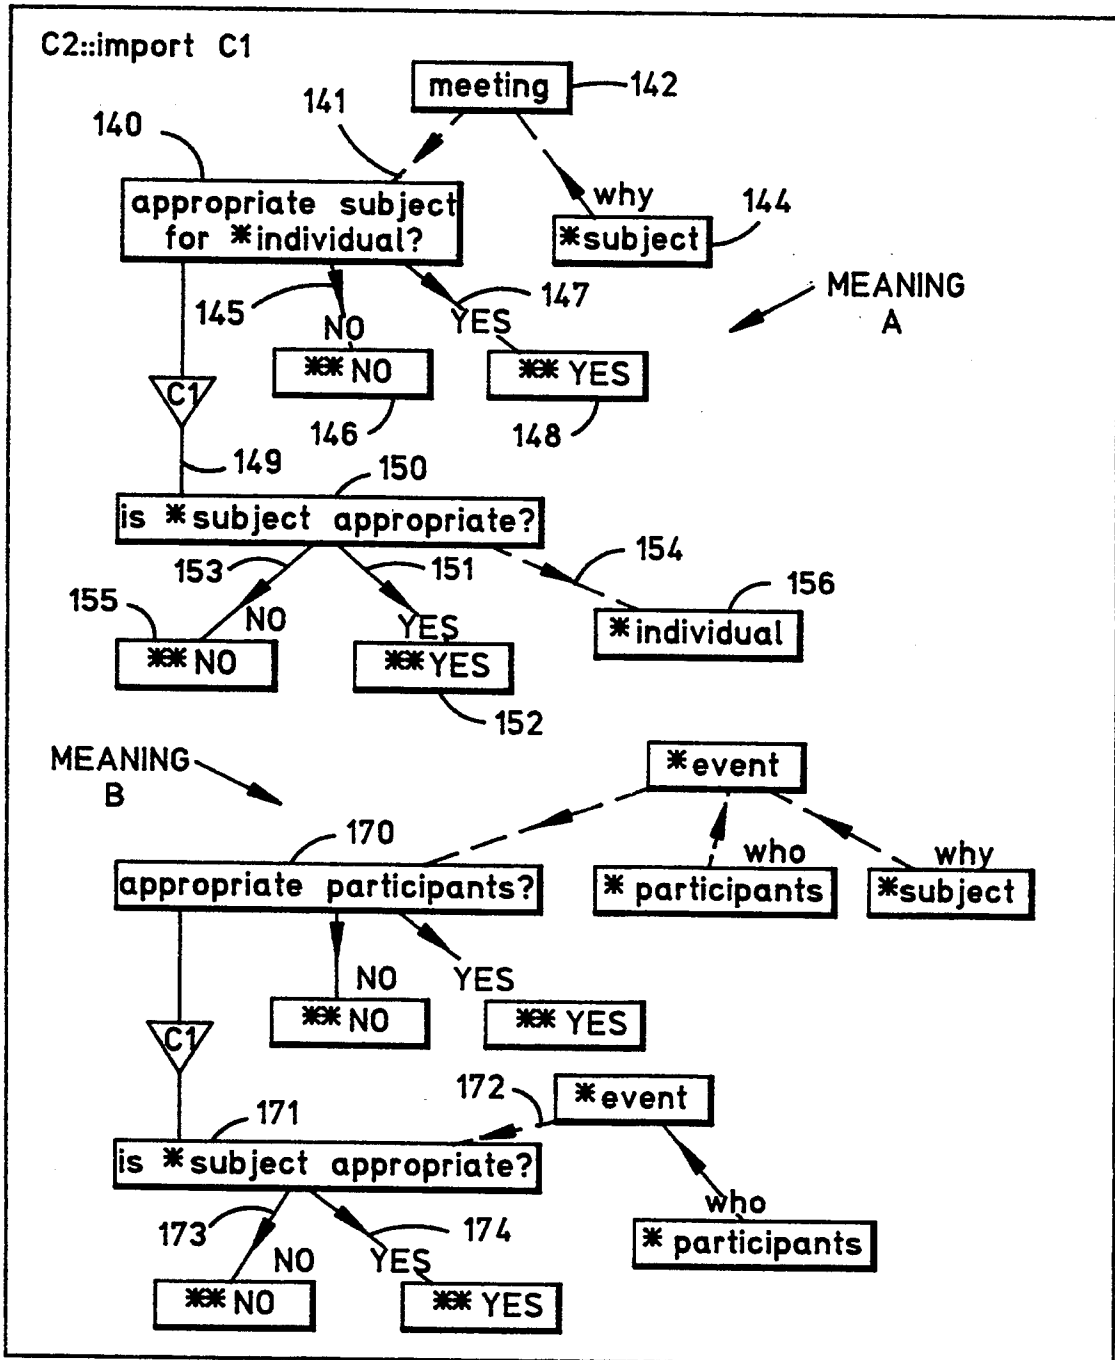 C2::import C1
meeting
142
141
140
appropriate subject
for *individual?
why
*subject
144
145
NO
147
YES
MEANING
A
** NO
** YES
C1
146
148
149
150
is *subject appropriate?
153
151
154
155
NO
YES
156
** NO
** YES
*individual
152
MEANING
B
*event
170
who
why
appropriate participants?
* participants
*subject
NO
YES
** NO
** YES
C1
172
*event
171
is *subject appropriate?
who
173
NO
YES
174
* participants
** NO
** YES